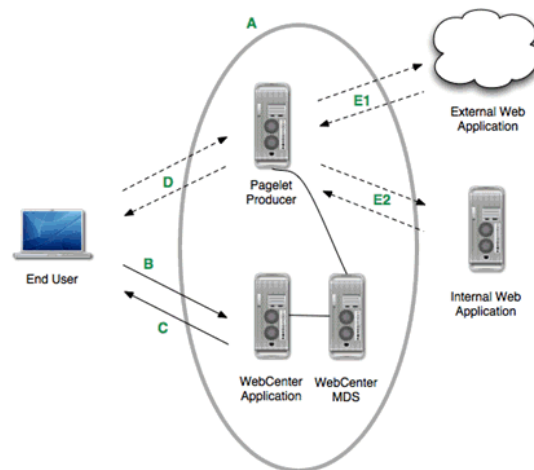 A
E1
External Web
Application
D
Pagelet
Producer
E2
End User
B
Internal Web
Application
C
WebCenter
Application
WebCenter
MDS